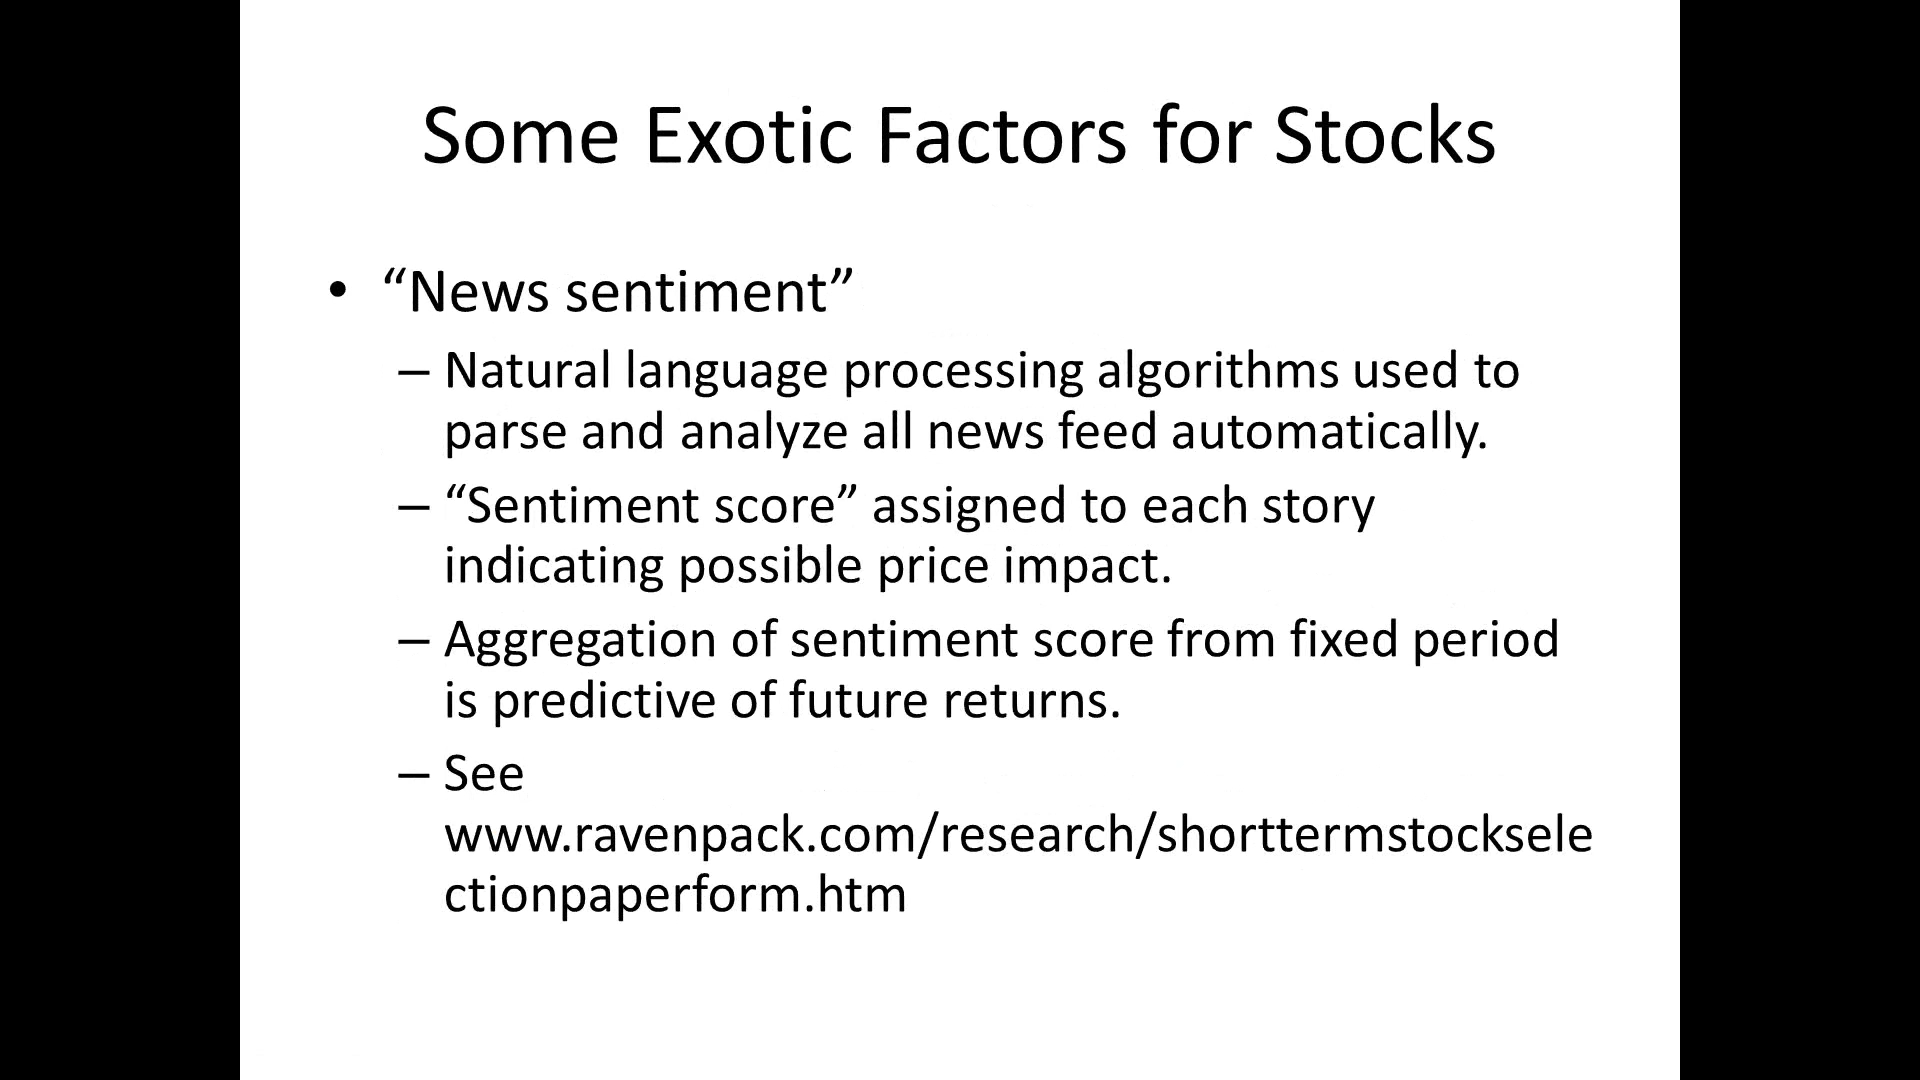 Some Exotic Factors for Stocks
• “News sentiment”
– Natural language processing algorithms used to
parse and analyze all news feed automatically.
– “Sentiment score” assigned to each story
indicating possible price impact.
– Aggregation of sentiment score from fixed period
is predictive of future returns.
– See
www.ravenpack.com/research/shorttermstocksele
ctionpaperform.htm